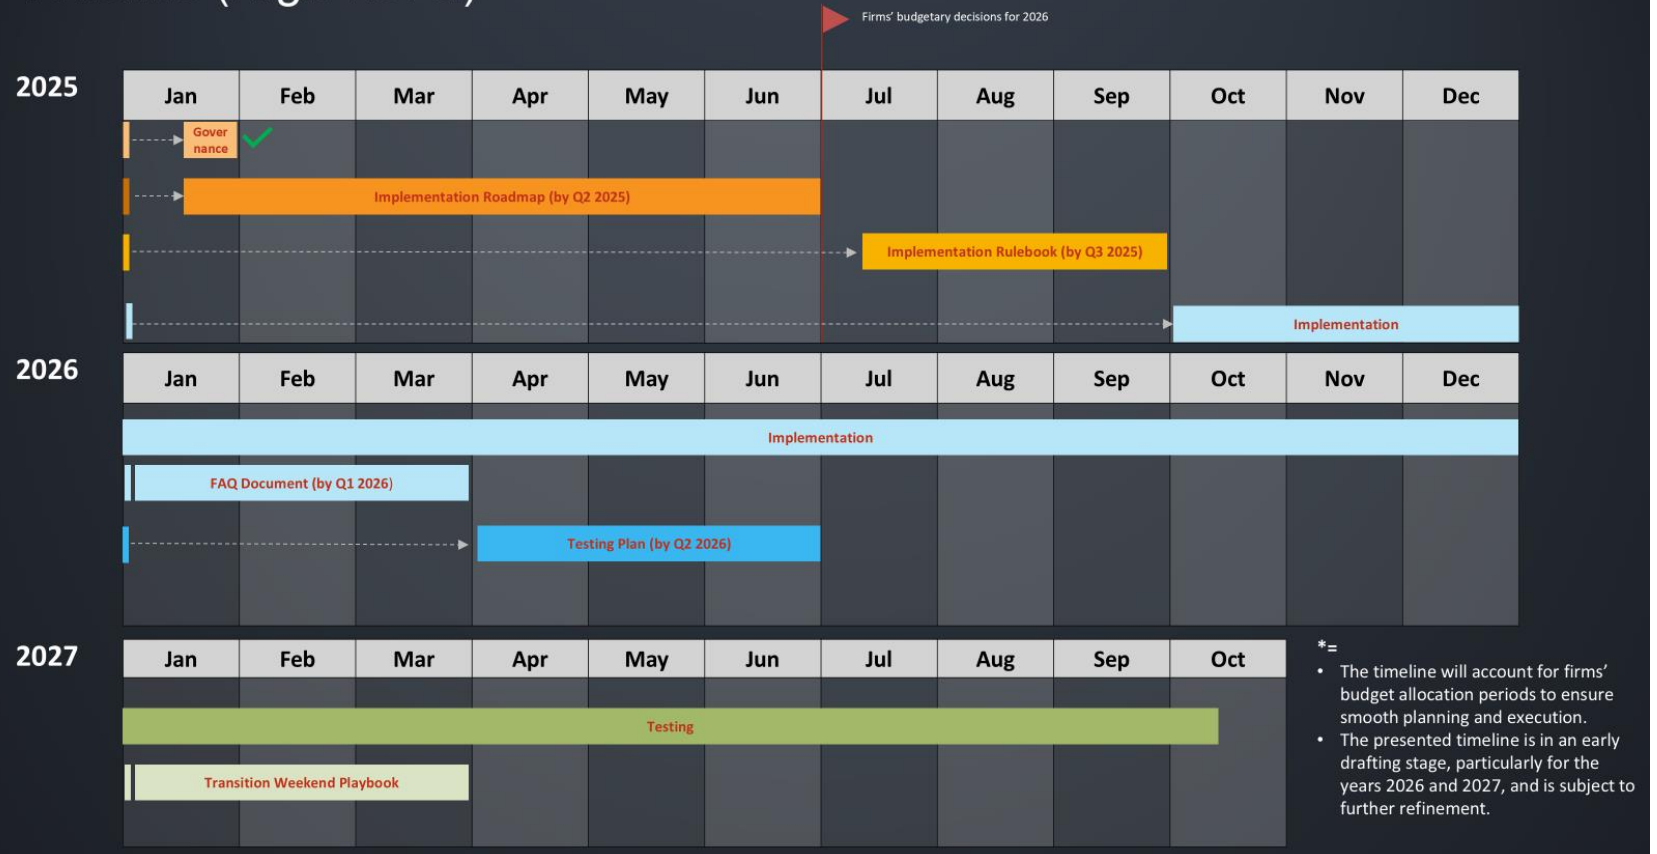 Firms' budgetary decisions for 2026
2025
Jan Feb Mar Apr May Jun Jul Aug Sep Oct Nov Dec
Gover
nance
Implementation Roadmap (by Q2 2025)
Implementation Rulebook (by Q3 2025)
Implementation
2026
Jan Feb Mar Apr May Jun Jul Aug Sep Oct Nov Dec
Implementation
FAQ Document (by Q1 2026)
Testing Plan (by Q2 2026)
2027
Jan Feb Mar Apr May Jun Jul Aug Sep Oct
Testing
Transition Weekend Playbook
*=
• The timeline will account for firms'
budget allocation periods to ensure
smooth planning and execution.
• The presented timeline is in an early
drafting stage, particularly for the
years 2026 and 2027, and is subject to
further refinement.